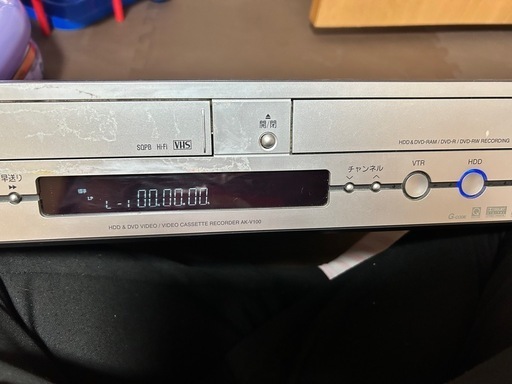 開/閉
SQPB Hi-Fi VHS
HDD&DVD-RAM / DVD-R / DVD-RW RECORDING
早送り
チャンネル
VTR
HDD
LP
L-1 00.00.00.
HDD & DVD VIDEO / VIDEO CASSETTE RECORDER AK-V100